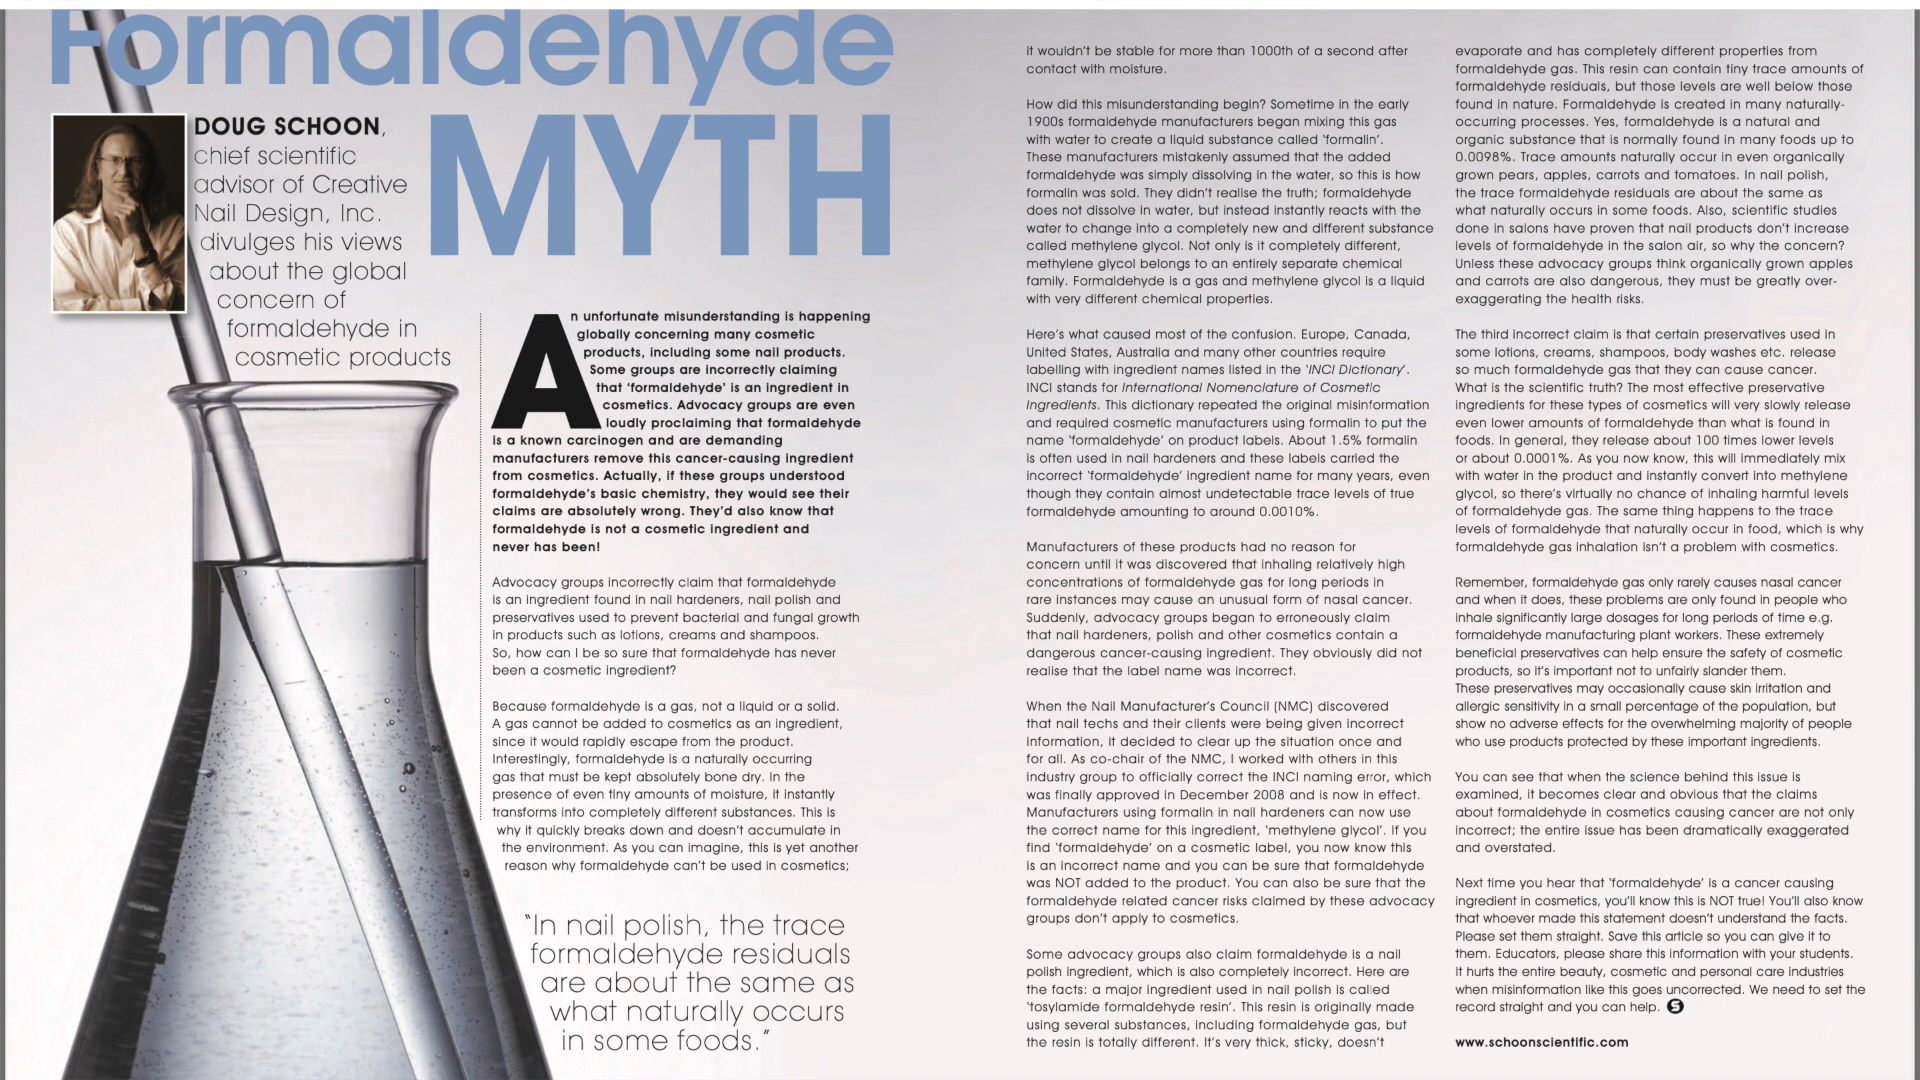 Formaldehyde
MYTH
DOUG SCHOON,
chief scientific
advisor of Creative
Nail Design, Inc.
divulges his views
about the global
concern of
formaldehyde in
cosmetic products
An unfortunate misunderstanding is happening
globally concerning many cosmetic
products, including some nail products.
Some groups are incorrectly claiming
that ‘formaldehyde’ is an ingredient in
cosmetics. Advocacy groups are even
loudly proclaiming that formaldehyde
is a known carcinogen and are demanding
manufacturers remove this cancer-causing ingredient
from cosmetics. Actually, if these groups understood
formaldehyde’s basic chemistry, they would see their
claims are absolutely wrong. They’d also know that
formaldehyde is not a cosmetic ingredient and
never has been!
Advocacy groups incorrectly claim that formaldehyde
is an ingredient found in nail hardeners, nail polish and
preservatives used to prevent bacterial and fungal growth
in products such as lotions, creams and shampoos.
So, how can I be so sure that formaldehyde has never
been a cosmetic ingredient?
Because formaldehyde is a gas, not a liquid or a solid.
A gas cannot be added to cosmetics as an ingredient,
since it would rapidly escape from the product.
Interestingly, formaldehyde is a naturally occurring
gas that must be kept absolutely bone dry. In the
presence of even tiny amounts of moisture, it instantly
transforms into completely different substances. This is
why it quickly breaks down and doesn’t accumulate in
the environment. As you can imagine, this is yet another
reason why formaldehyde can’t be used in cosmetics;
“In nail polish, the trace
formaldehyde residuals
are about the same as
what naturally occurs
in some foods.”
it wouldn’t be stable for more than 1000th of a second after
contact with moisture.
How did this misunderstanding begin? Sometime in the early
1900s formaldehyde manufacturers began mixing this gas
with water to create a liquid substance called ‘formalin’.
These manufacturers mistakenly assumed that the added
formaldehyde was simply dissolving in the water, so this is how
formalin was sold. They didn’t realise the truth; formaldehyde
does not dissolve in water, but instead instantly reacts with the
water to change into a completely new and different substance
called methylene glycol. Not only is it completely different,
methylene glycol belongs to an entirely separate chemical
family. Formaldehyde is a gas and methylene glycol is a liquid
with very different chemical properties.
Here’s what caused most of the confusion. Europe, Canada,
United States, Australia and many other countries require
labelling with ingredient names listed in the ‘INCI Dictionary’.
INCI stands for International Nomenclature of Cosmetic
Ingredients. This dictionary repeated the original misinformation
and required cosmetic manufacturers using formalin to put the
name ‘formaldehyde’ on product labels. About 1.5% formalin
is often used in nail hardeners and these labels carried the
incorrect ‘formaldehyde’ ingredient name for many years, even
though they contain almost undetectable trace levels of true
formaldehyde amounting to around 0.0010%.
Manufacturers of these products had no reason for
concern until it was discovered that inhaling relatively high
concentrations of formaldehyde gas for long periods in
rare instances may cause an unusual form of nasal cancer.
Suddenly, advocacy groups began to erroneously claim
that nail hardeners, polish and other cosmetics contain a
dangerous cancer-causing ingredient. They obviously did not
realise that the label name was incorrect.
When the Nail Manufacturer’s Council (NMC) discovered
that nail techs and their clients were being given incorrect
information, it decided to clear up the situation once and
for all. As co-chair of the NMC, I worked with others in this
industry group to officially correct the INCI naming error, which
was finally approved in December 2008 and is now in effect.
Manufacturers using formalin in nail hardeners can now use
the correct name for this ingredient, ‘methylene glycol’. If you
find ‘formaldehyde’ on a cosmetic label, you now know this
is an incorrect name and you can be sure that formaldehyde
was NOT added to the product. You can also be sure that the
formaldehyde related cancer risks claimed by these advocacy
groups don’t apply to cosmetics.
Some advocacy groups also claim formaldehyde is a nail
polish ingredient, which is also completely incorrect. Here are
the facts: a major ingredient used in nail polish is called
‘tosylamide formaldehyde resin’. This resin is originally made
using several substances, including formaldehyde gas, but
the resin is totally different. It’s very thick, sticky, doesn’t
evaporate and has completely different properties from
formaldehyde gas. This resin can contain tiny trace amounts of
formaldehyde residuals, but those levels are well below those
found in nature. Formaldehyde is created in many naturally-
occurring processes. Yes, formaldehyde is a natural and
organic substance that is normally found in many foods up to
0.0098%. Trace amounts naturally occur in even organically
grown pears, apples, carrots and tomatoes. In nail polish,
the trace formaldehyde residuals are about the same as
what naturally occurs in some foods. Also, scientific studies
done in salons have proven that nail products don’t increase
levels of formaldehyde in the salon air, so why the concern?
Unless these advocacy groups think organically grown apples
and carrots are also dangerous, they must be greatly over-
exaggerating the health risks.
The third incorrect claim is that certain preservatives used in
some lotions, creams, shampoos, body washes etc. release
so much formaldehyde gas that they can cause cancer.
What is the scientific truth? The most effective preservative
ingredients for these types of cosmetics will very slowly release
even lower amounts of formaldehyde than what is found in
foods. In general, they release about 100 times lower levels
or about 0.0001%. As you now know, this will immediately mix
with water in the product and instantly convert into methylene
glycol, so there’s virtually no chance of inhaling harmful levels
of formaldehyde gas. The same thing happens to the trace
levels of formaldehyde that naturally occur in food, which is why
formaldehyde gas inhalation isn’t a problem with cosmetics.
Remember, formaldehyde gas only rarely causes nasal cancer
and when it does, these problems are only found in people who
inhale significantly large dosages for long periods of time e.g.
formaldehyde manufacturing plant workers. These extremely
beneficial preservatives can help ensure the safety of cosmetic
products, so it’s important not to unfairly slander them.
These preservatives may occasionally cause skin irritation and
allergic sensitivity in a small percentage of the population, but
show no adverse effects for the overwhelming majority of people
who use products protected by these important ingredients.
You can see that when the science behind this issue is
examined, it becomes clear and obvious that the claims
about formaldehyde in cosmetics causing cancer are not only
incorrect; the entire issue has been dramatically exaggerated
and overstated.
Next time you hear that ‘formaldehyde’ is a cancer causing
ingredient in cosmetics, you’ll know this is NOT true! You’ll also know
that whoever made this statement doesn’t understand the facts.
Please set them straight. Save this article so you can give it to
them. Educators, please share this information with your students.
It hurts the entire beauty, cosmetic and personal care industries
when misinformation like this goes uncorrected. We need to set the
record straight and you can help. S
www.schoonscientific.com